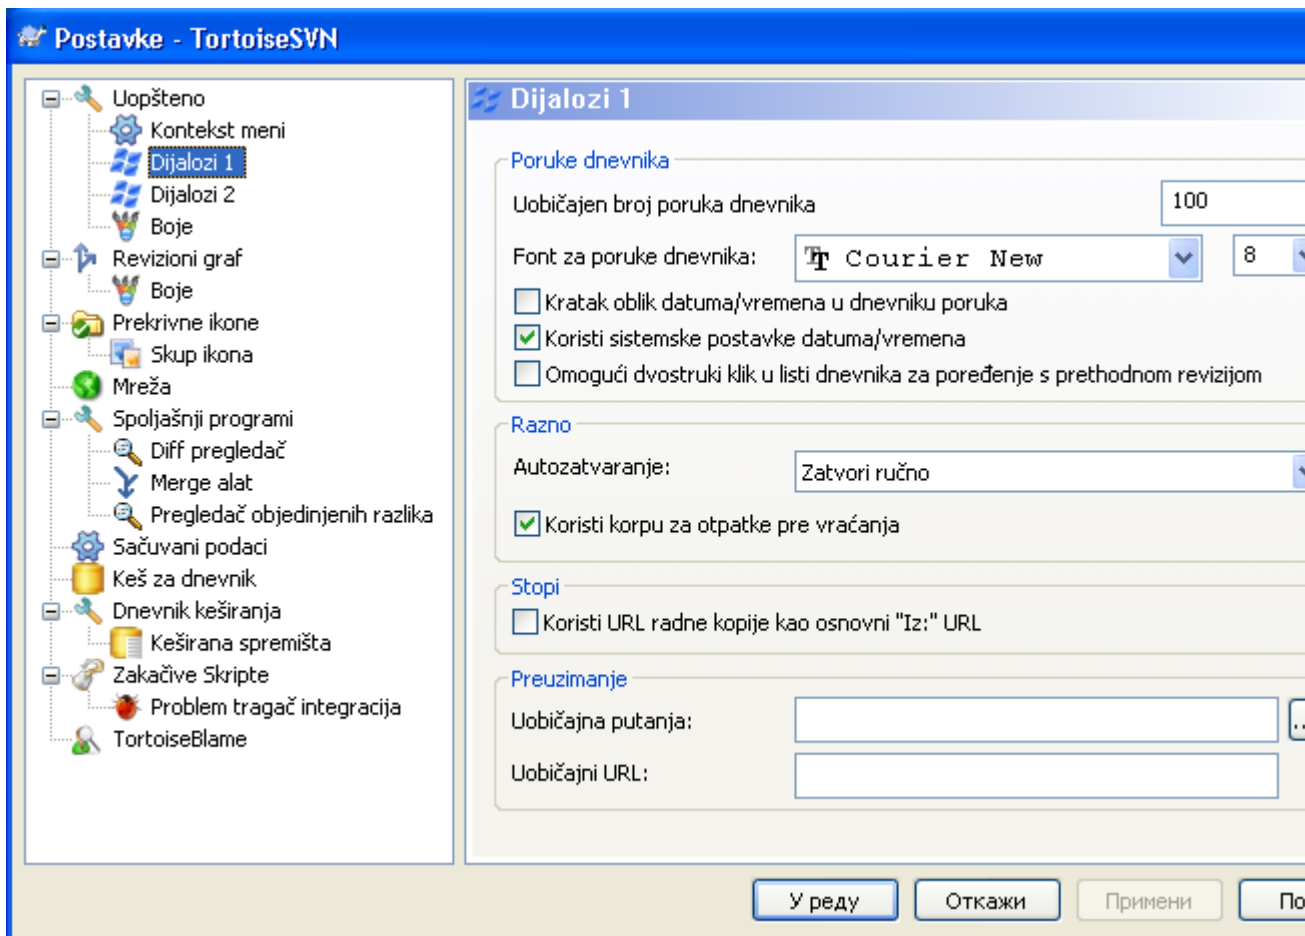 Postavke - TortoiseSVN
Uopšteno
Kontekst meni
Dijalozi 1
Dijalozi 2
Boje
Revizioni graf
Boje
Prekrivne ikone
Skup ikona
Mreža
Spoljašnji programi
Diff pregledač
Merge alat
Pregledač objedinjenih razlika
Sačuvani podaci
Keš za dnevnik
Dnevnik keširanja
Keširana spremišta
Zakačive Skripte
Problem tragač integracija
TortoiseBlame
Dijalozi 1
Poruke dnevnika
Uobičajen broj poruka dnevnika 100
Font za poruke dnevnika: Courier New 8
Kratak oblik datuma/vremena u dnevniku poruka
Koristi sistemske postavke datuma/vremena
Omogući dvostruki klik u listi dnevnika za poređenje s prethodnom revizijom
Razno
Autozatvaranje: Zatvori ručno
Koristi korpu za otpatke pre vraćanja
Stopi
Koristi URL radne kopije kao osnovni "Iz:" URL
Preuzimanje
Uobičajna putanja:
Uobičajni URL:
У реду Откажи Примени